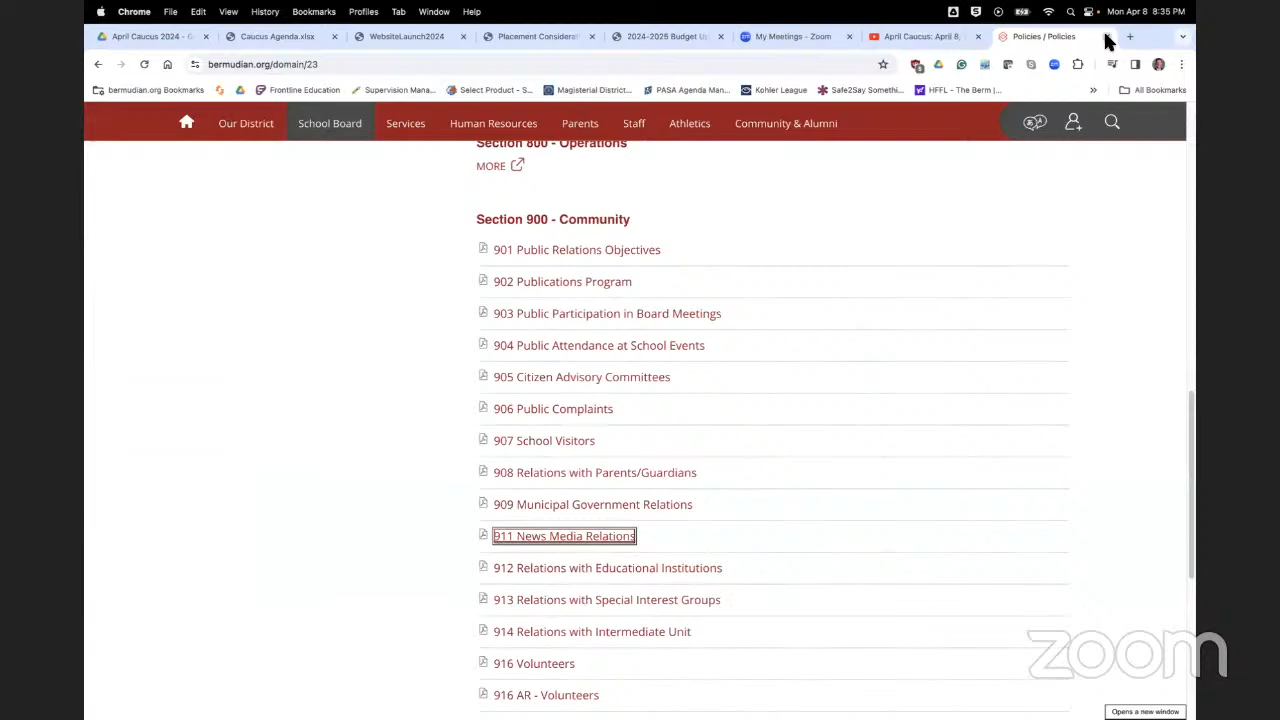 Chrome File Edit View History Bookmarks Profiles Tab Window Help Mon Apr 8 8:35 PM
April Caucus 2024 - G Caucus Agenda.xlsx WebsiteLaunch2024 Placement Considerat 2024-2025 Budget Up My Meetings - Zoom April Caucus: April 8, Policies / Policies
bermudian.org/domain/23
bermudian.org Bookmarks Frontline Education Supervision Mana... Select Product - S... Magisterial District... PASA Agenda Man... Kohler League Safe2Say Somethi... HFFL - The Berm |... » All Bookmarks
Our District School Board Services Human Resources Parents Staff Athletics Community & Alumni
Section 800 - Operations
MORE
Section 900 - Community
901 Public Relations Objectives
902 Publications Program
903 Public Participation in Board Meetings
904 Public Attendance at School Events
905 Citizen Advisory Committees
906 Public Complaints
907 School Visitors
908 Relations with Parents/Guardians
909 Municipal Government Relations
911 News Media Relations
912 Relations with Educational Institutions
913 Relations with Special Interest Groups
914 Relations with Intermediate Unit
916 Volunteers
916 AR - Volunteers
zoom
Opens a new window